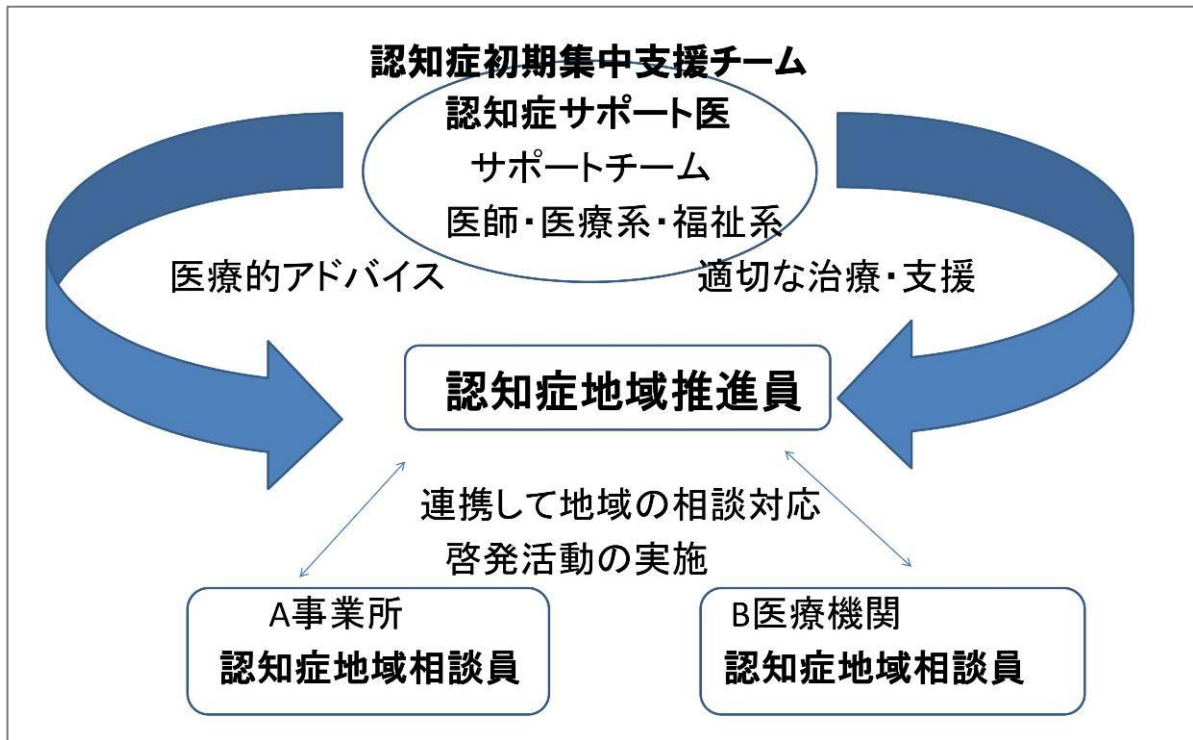 認知症初期集中支援チーム
認知症サポート医
サポートチーム
医師・医療系・福祉系
医療的アドバイス
適切な治療・支援
認知症地域推進員
連携して地域の相談対応
啓発活動の実施
A事業所
認知症地域相談員
B医療機関
認知症地域相談員